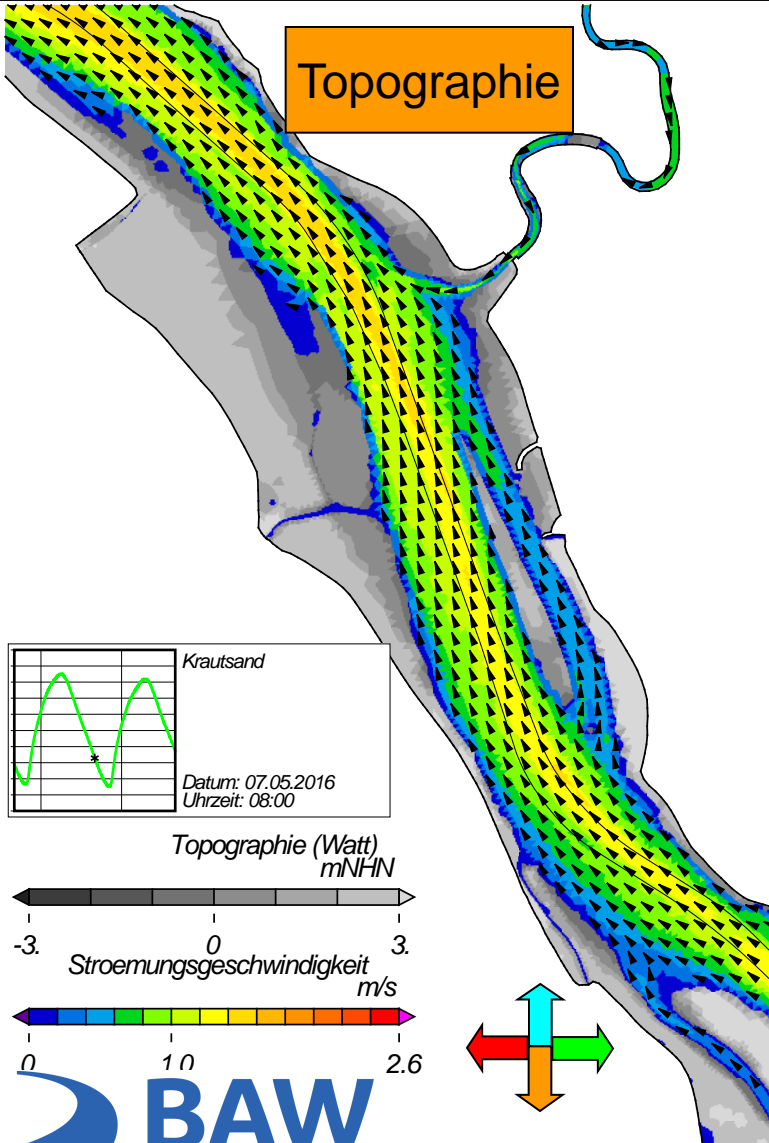 Topographie
Krautsand
Datum: 07.05.2016
Uhrzeit: 08:00
Topographie (Watt)
mNHN
-3. 0 3.
Stroemungsgeschwindigkeit
m/s
0 1.0 2.6
BAW